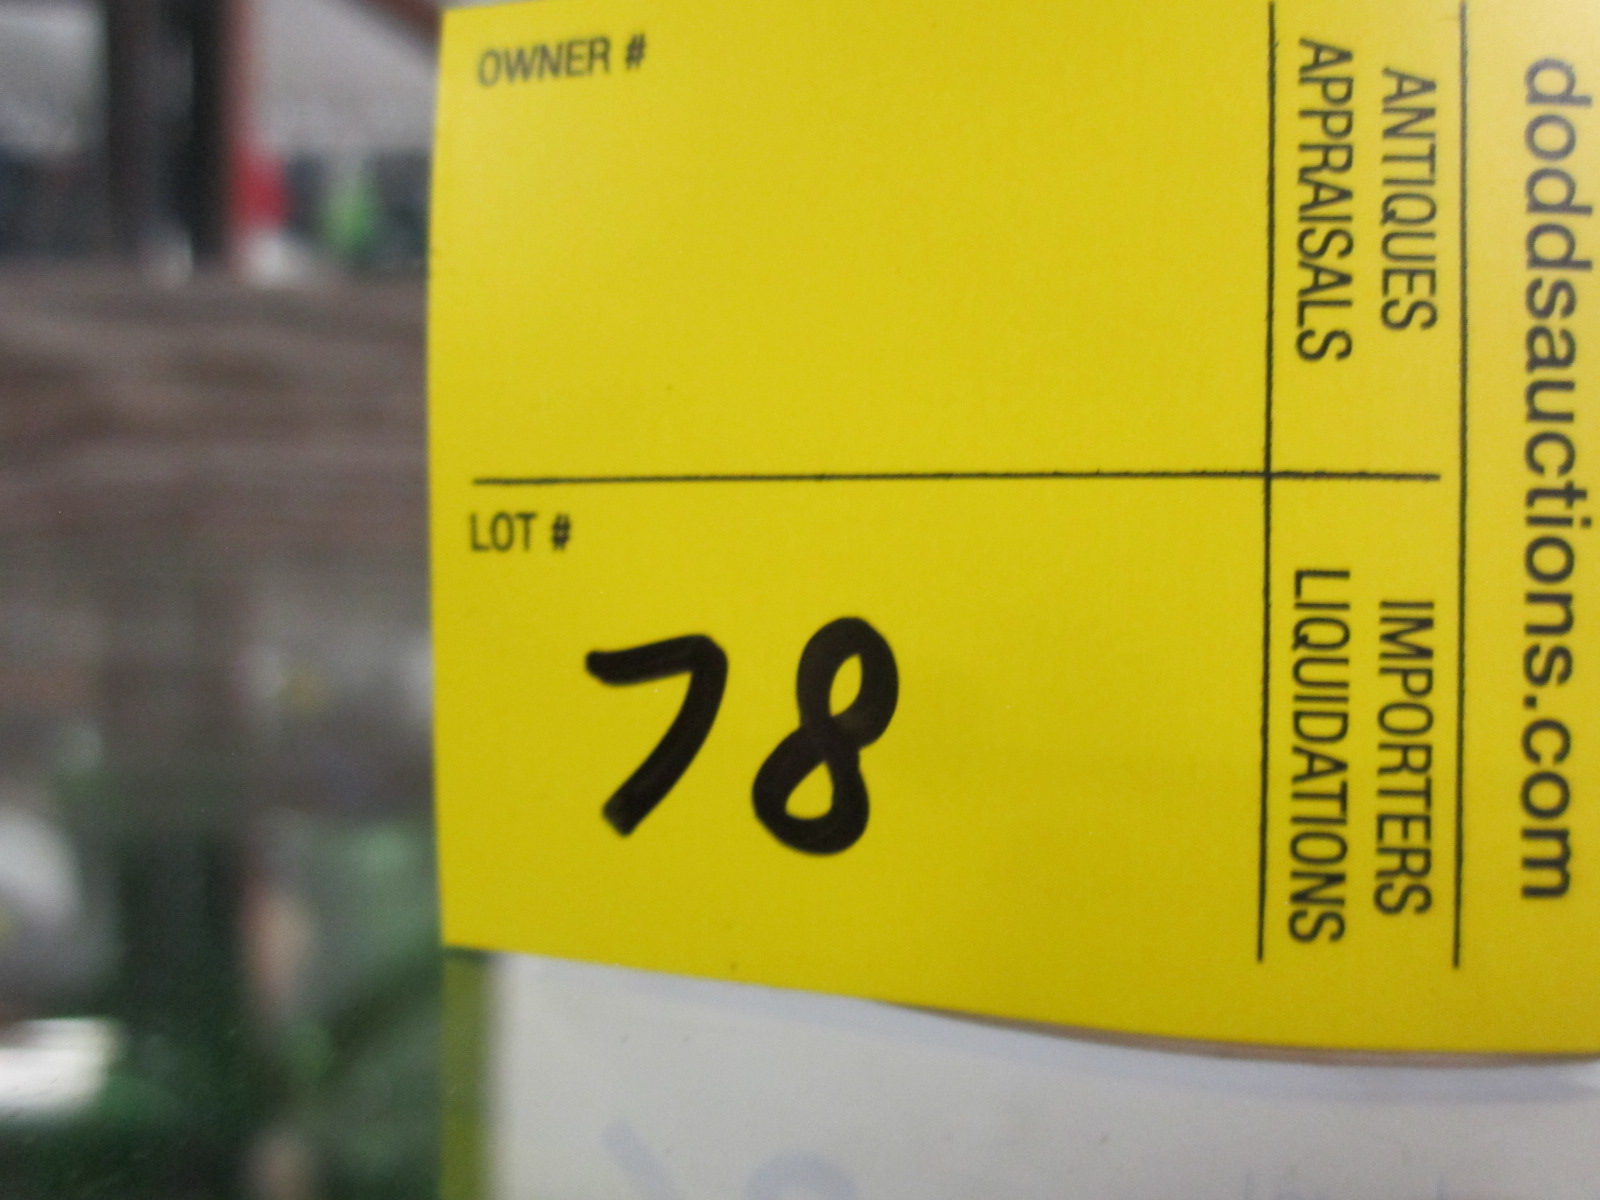 OWNER #
LOT #
78
ANTIQUES
APPRAISALS
IMPORTERS
LIQUIDATIONS
doddsauctions.com